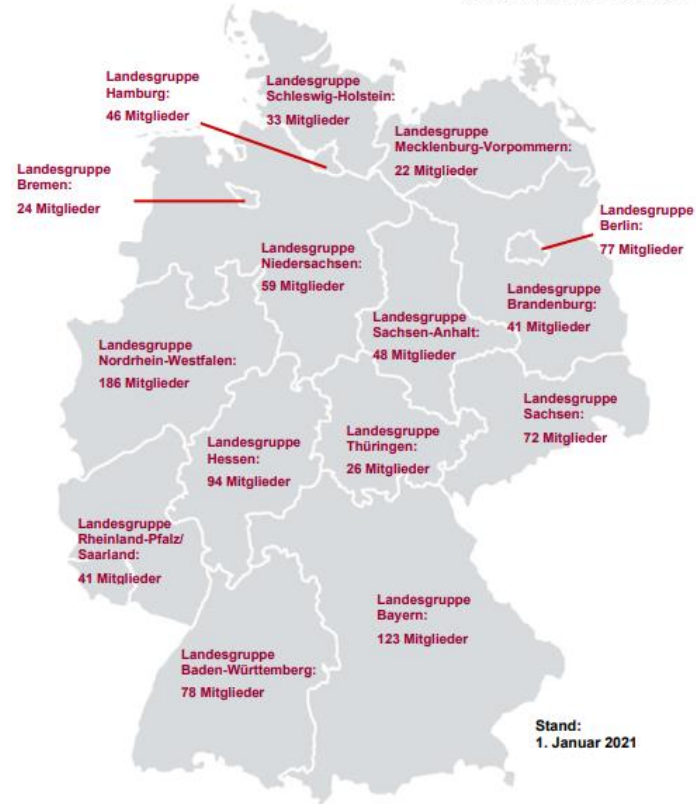 Landesgruppe
Hamburg:
46 Mitglieder
Landesgruppe
Schleswig-Holstein:
33 Mitglieder
Landesgruppe
Mecklenburg-Vorpommern:
22 Mitglieder
Landesgruppe
Bremen:
24 Mitglieder
Landesgruppe
Berlin:
77 Mitglieder
Landesgruppe
Niedersachsen:
59 Mitglieder
Landesgruppe
Brandenburg:
41 Mitglieder
Landesgruppe
Sachsen-Anhalt:
48 Mitglieder
Landesgruppe
Nordrhein-Westfalen:
186 Mitglieder
Landesgruppe
Sachsen:
72 Mitglieder
Landesgruppe
Hessen:
94 Mitglieder
Landesgruppe
Thüringen:
26 Mitglieder
Landesgruppe
Rheinland-Pfalz/
Saarland:
41 Mitglieder
Landesgruppe
Bayern:
123 Mitglieder
Landesgruppe
Baden-Württemberg:
78 Mitglieder
Stand:
1. Januar 2021